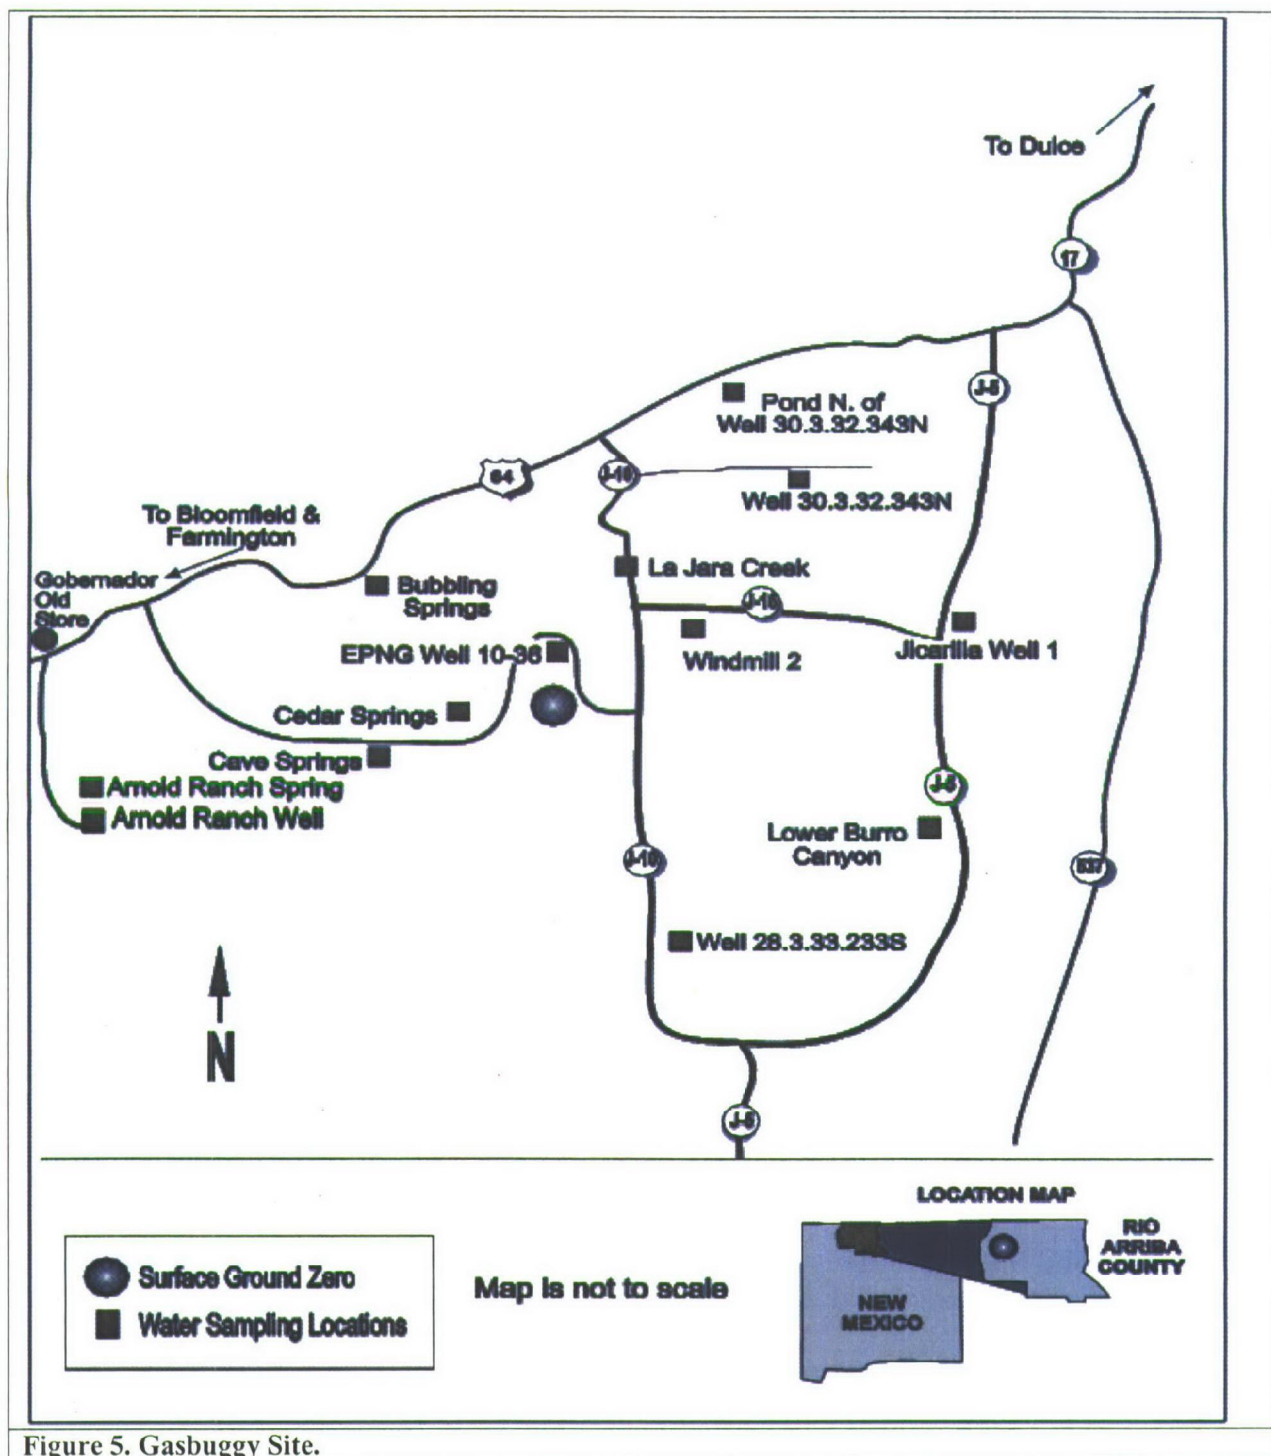 To Dulce
17
J-5
Pond N. of
Well 30.3.32.343N
64
J-10
Well 30.3.32.343N
To Bloomfield &
Farmington
Gobernador
Old
Store
Bubbling
Springs
La Jara Creek
J-16
EPNG Well 10-36
Windmill 2
Jicarilla Well 1
Cedar Springs
Cave Springs
Arnold Ranch Spring
Arnold Ranch Well
J-5
Lower Burro
Canyon
J-10
537
Well 28.3.33.233S
N
J-5
LOCATION MAP
RIO
ARRIBA
COUNTY
NEW
MEXICO
Surface Ground Zero
Water Sampling Locations
Map is not to scale
Figure 5. Gasbuggy Site.